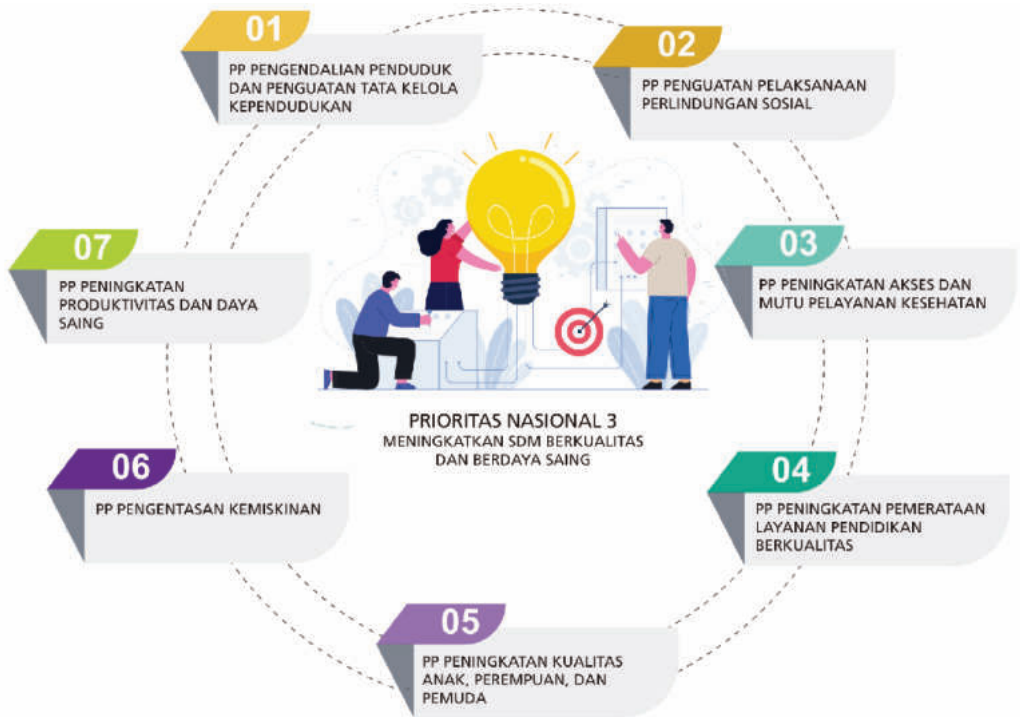 01
PP PENGENDALIAN PENDUDUK
DAN PENGUATAN TATA KELOLA
KEPENDUDUKAN
02
PP PENGUATAN PELAKSANAAN
PERLINDUNGAN SOSIAL
03
PP PENINGKATAN AKSES DAN
MUTU PELAYANAN KESEHATAN
04
PP PENINGKATAN PEMERATAAN
LAYANAN PENDIDIKAN
BERKUALITAS
05
PP PENINGKATAN KUALITAS
ANAK, PEREMPUAN, DAN
PEMUDA
06
PP PENGENTASAN KEMISKINAN
07
PP PENINGKATAN
PRODUKTIVITAS DAN DAYA
SAING
PRIORITAS NASIONAL 3
MENINGKATKAN SDM BERKUALITAS
DAN BERDAYA SAING